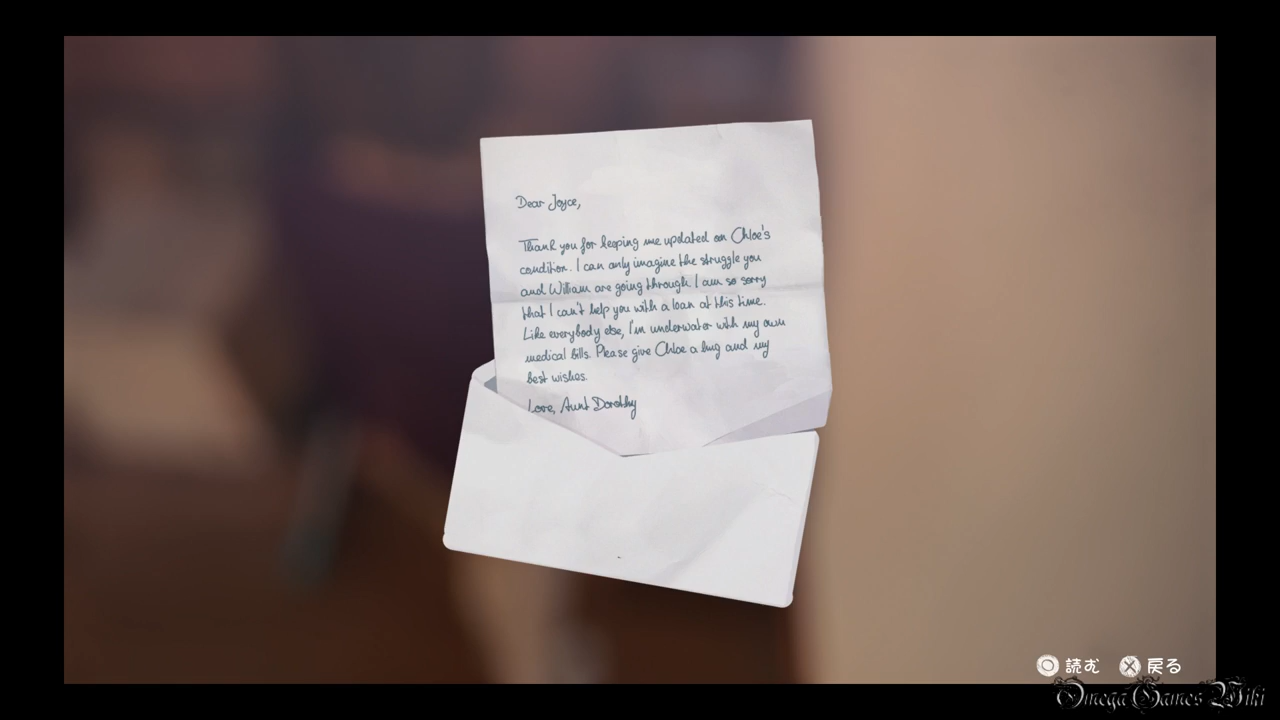 Dear Joyce,
Thank you for keeping me updated on Chloe's
condition. I can only imagine the struggle you
and William are going through. I am so sorry
that I can't help you with a loan at this time.
Like everybody else, I'm underwater with my own
medical bills. Please give Chloe a hug and my
best wishes.
Love, Aunt Dorothy
読む 戻る
Omega Games Wiki